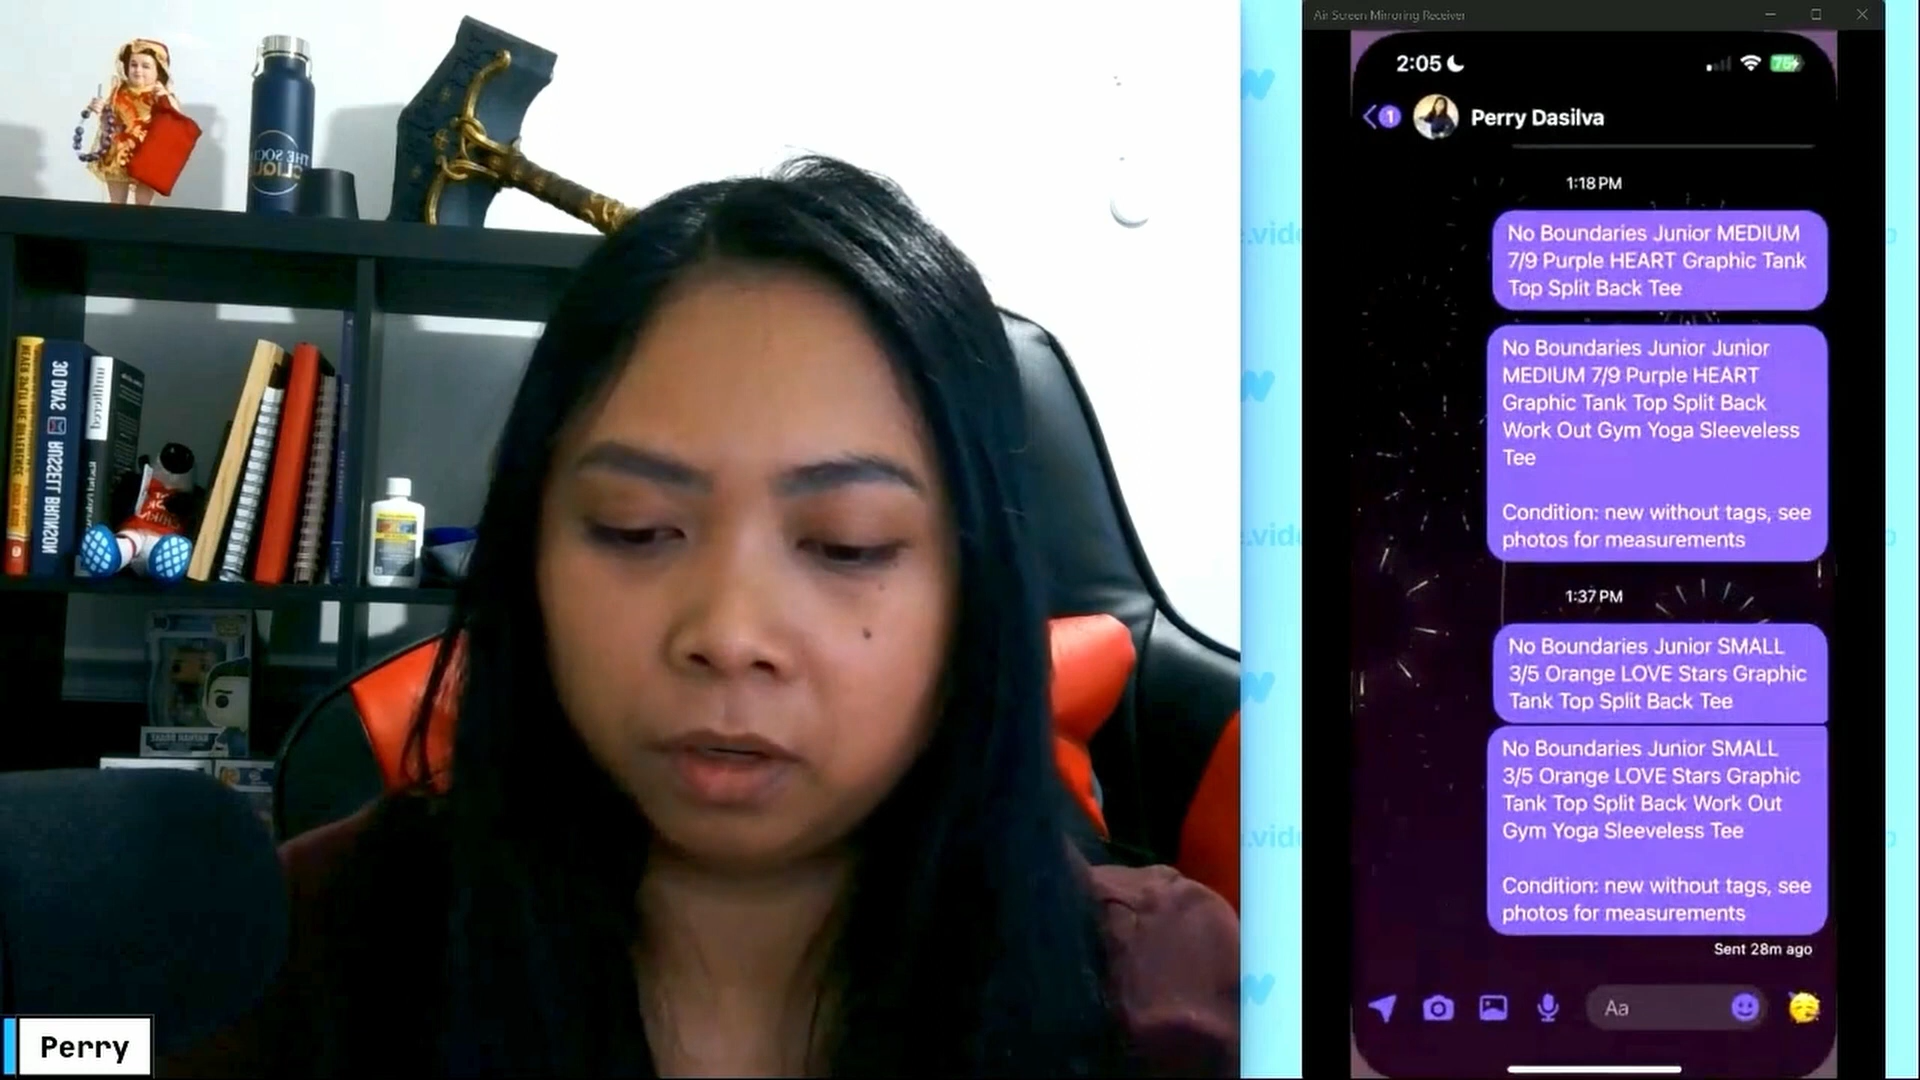 Air Screen Mirroring Receiver
2:05
75
1
Perry Dasilva
1:18 PM
No Boundaries Junior MEDIUM
7/9 Purple HEART Graphic Tank
Top Split Back Tee
No Boundaries Junior Junior
MEDIUM 7/9 Purple HEART
Graphic Tank Top Split Back
Work Out Gym Yoga Sleeveless
Tee
Condition: new without tags, see
photos for measurements
1:37 PM
No Boundaries Junior SMALL
3/5 Orange LOVE Stars Graphic
Tank Top Split Back Tee
No Boundaries Junior SMALL
3/5 Orange LOVE Stars Graphic
Tank Top Split Back Work Out
Gym Yoga Sleeveless Tee
Condition: new without tags, see
photos for measurements
Sent 28m ago
Aa
30 DAYS
RUSSELL BRUNSON
Perry